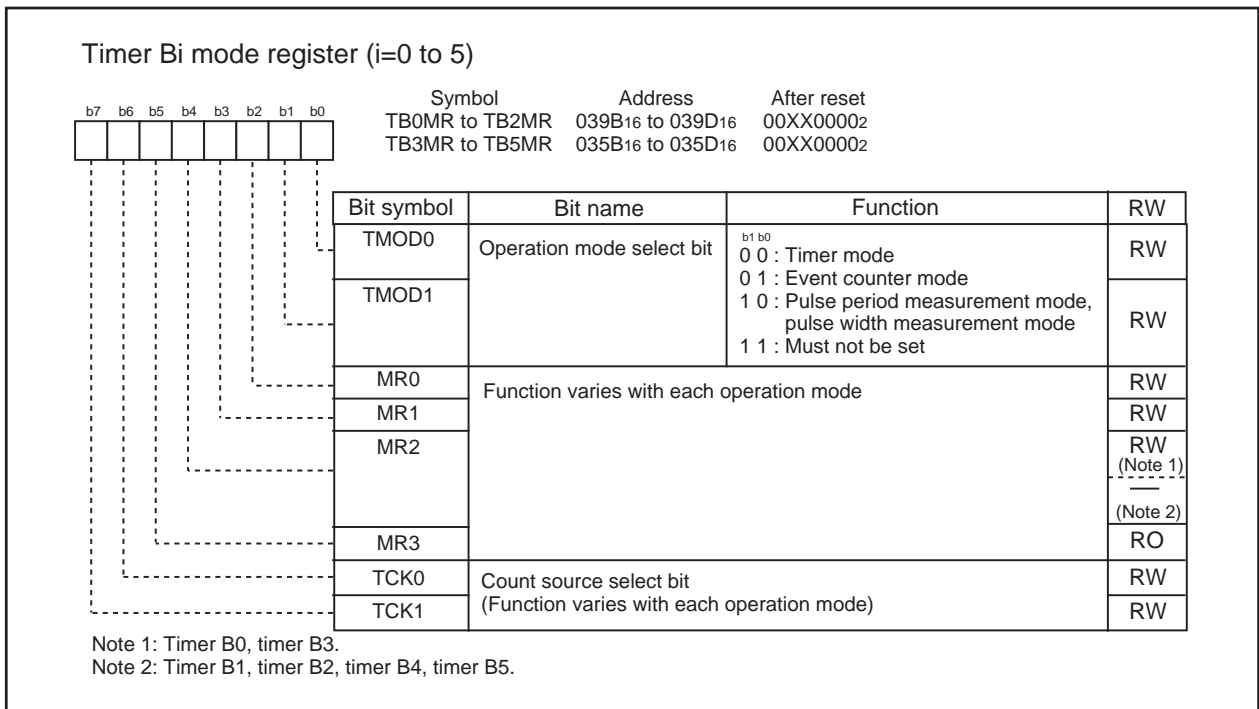 Timer Bi mode register (i=0 to 5)
b7 b6 b5 b4 b3 b2 b1 b0
Symbol Address After reset
TB0MR to TB2MR 039B16 to 039D16 00XX00002
TB3MR to TB5MR 035B16 to 035D16 00XX00002
Bit symbol Bit name Function RW
TMOD0 Operation mode select bit b1 b0 RW
0 0 : Timer mode
0 1 : Event counter mode
TMOD1 1 0 : Pulse period measurement mode,
pulse width measurement mode RW
1 1 : Must not be set
MR0 Function varies with each operation mode RW
MR1 RW
MR2 RW
(Note 1)
—
(Note 2)
MR3 RO
TCK0 Count source select bit RW
TCK1 (Function varies with each operation mode) RW
Note 1: Timer B0, timer B3.
Note 2: Timer B1, timer B2, timer B4, timer B5.